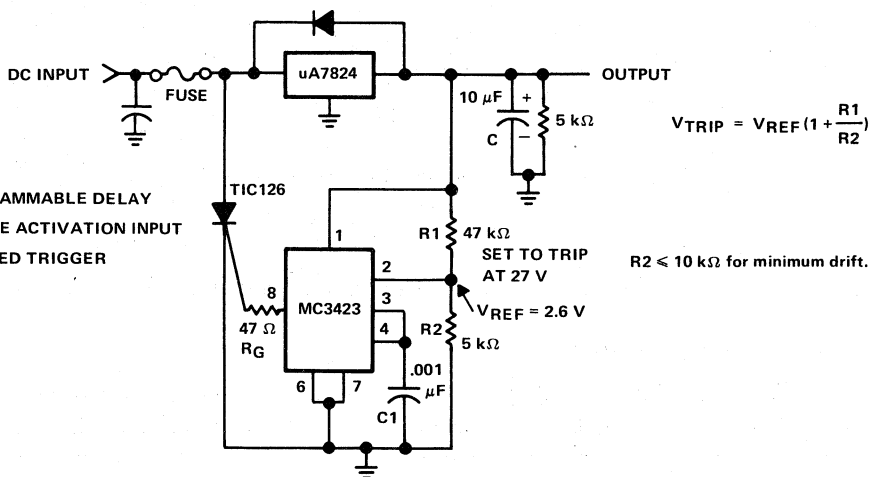 DC INPUT
FUSE
uA7824
OUTPUT
10 μF
+
C
−
5 kΩ
VTRIP = VREF (1 + R1/R2)
AMMABLE DELAY
E ACTIVATION INPUT
ED TRIGGER
TIC126
1
R1
47 kΩ
SET TO TRIP
AT 27 V
R2 ⩽ 10 kΩ for minimum drift.
2
8
MC3423
3
VREF = 2.6 V
47 Ω
RG
4
R2
5 kΩ
.001
μF
6
7
C1